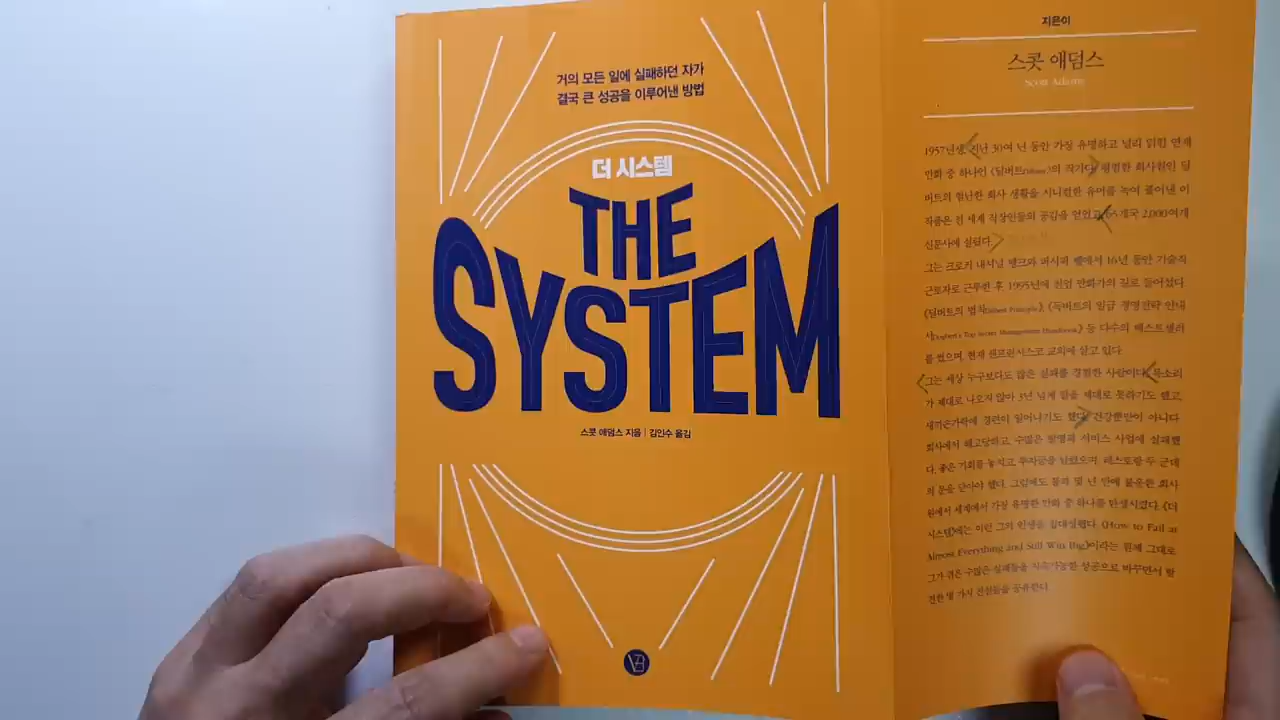 거의 모든 일에 실패하던 자가
결국 큰 성공을 이루어낸 방법
더 시스템
THE
SYSTEM
스콧 애덤스 지음 | 김인수 옮김
지은이
스콧 애덤스
Scott Adams
1957년생. 지난 30여 년 동안 가장 유명하고 널리 읽힌 연재
만화 중 하나인 《딜버트Dilbert》의 작가다. 평범한 회사원인 딜
버트의 험난한 회사 생활을 시니컬한 유머를 녹여 풀어낸 이
작품은 전 세계 직장인들의 공감을 얻었고 65개국 2,000여 개
신문사에 실렸다.
그는 크로커 내셔널 뱅크와 퍼시픽 벨에서 16년 동안 기술직
근로자로 근무한 후 1995년에 전업 만화가의 길로 들어섰다.
《딜버트의 법칙Dilbert Principle》, 《독버트의 일급 경영전략 안내
서Dogbert's Top Secret Management Handbook》 등 다수의 베스트셀러
를 썼으며, 현재 샌프란시스코 교외에 살고 있다.
그는 세상 누구보다도 많은 실패를 경험한 사람이다. 목소리
가 제대로 나오지 않아 3년 넘게 말을 제대로 못하기도 했고,
새끼손가락에 경련이 일어나기도 했다. 건강뿐만이 아니다.
회사에서 해고당하고, 수많은 발명과 서비스 사업에 실패했
다. 좋은 기회를 놓치고 투자금을 날렸으며, 레스토랑 두 군데
의 문을 닫아야 했다. 그럼에도 불과 몇 년 만에 불운한 회사
원에서 세계에서 가장 유명한 만화 중 하나를 탄생시켰다. 《더
시스템》에는 이런 그의 인생을 집대성했다. 《How to Fail at
Almost Everything and Still Win Big》이라는 원제 그대로
그가 겪은 수많은 실패들을 지속가능한 성공으로 바꾸면서 발
견한 몇 가지 진실들을 공유한다.